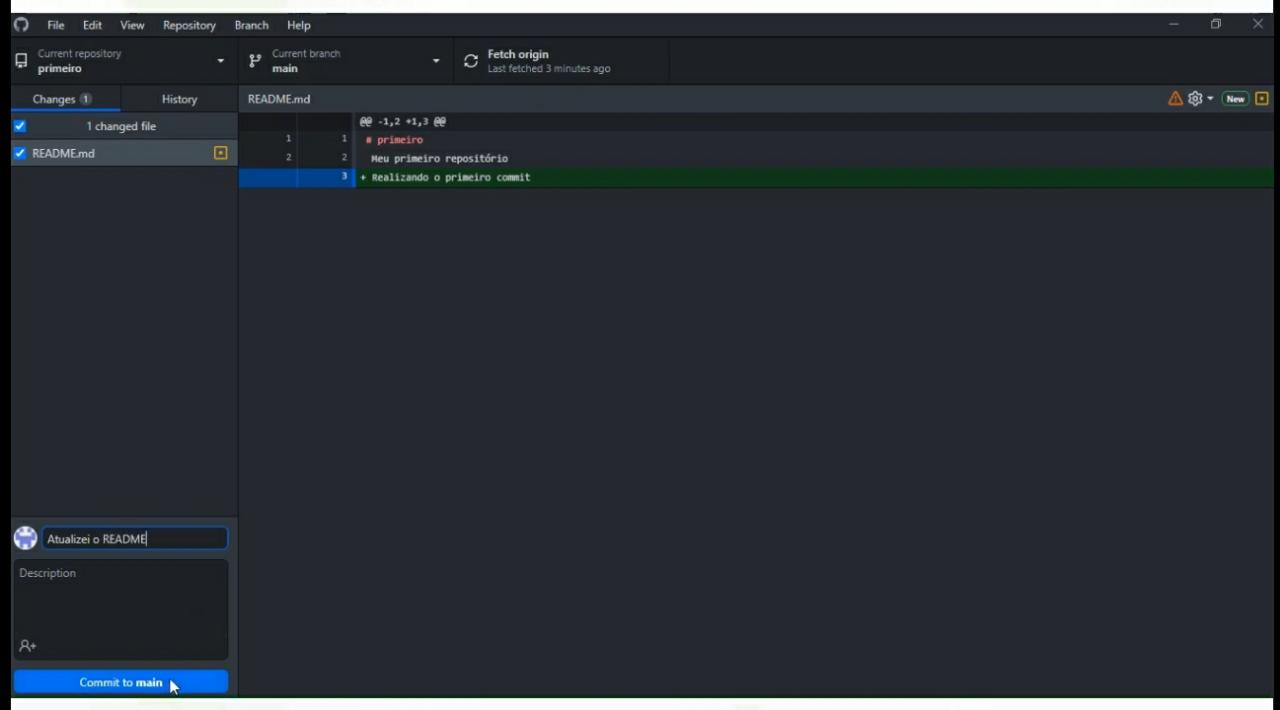 File Edit View Repository Branch Help
Current repository
primeiro
Current branch
main
Fetch origin
Last fetched 3 minutes ago
Changes 1
History
README.md
New
1 changed file
README.md
@@ -1,2 +1,3 @@
1 1 # primeiro
2 2 Meu primeiro repositório
3 + Realizando o primeiro commit
Atualizei o README
Description
Commit to main